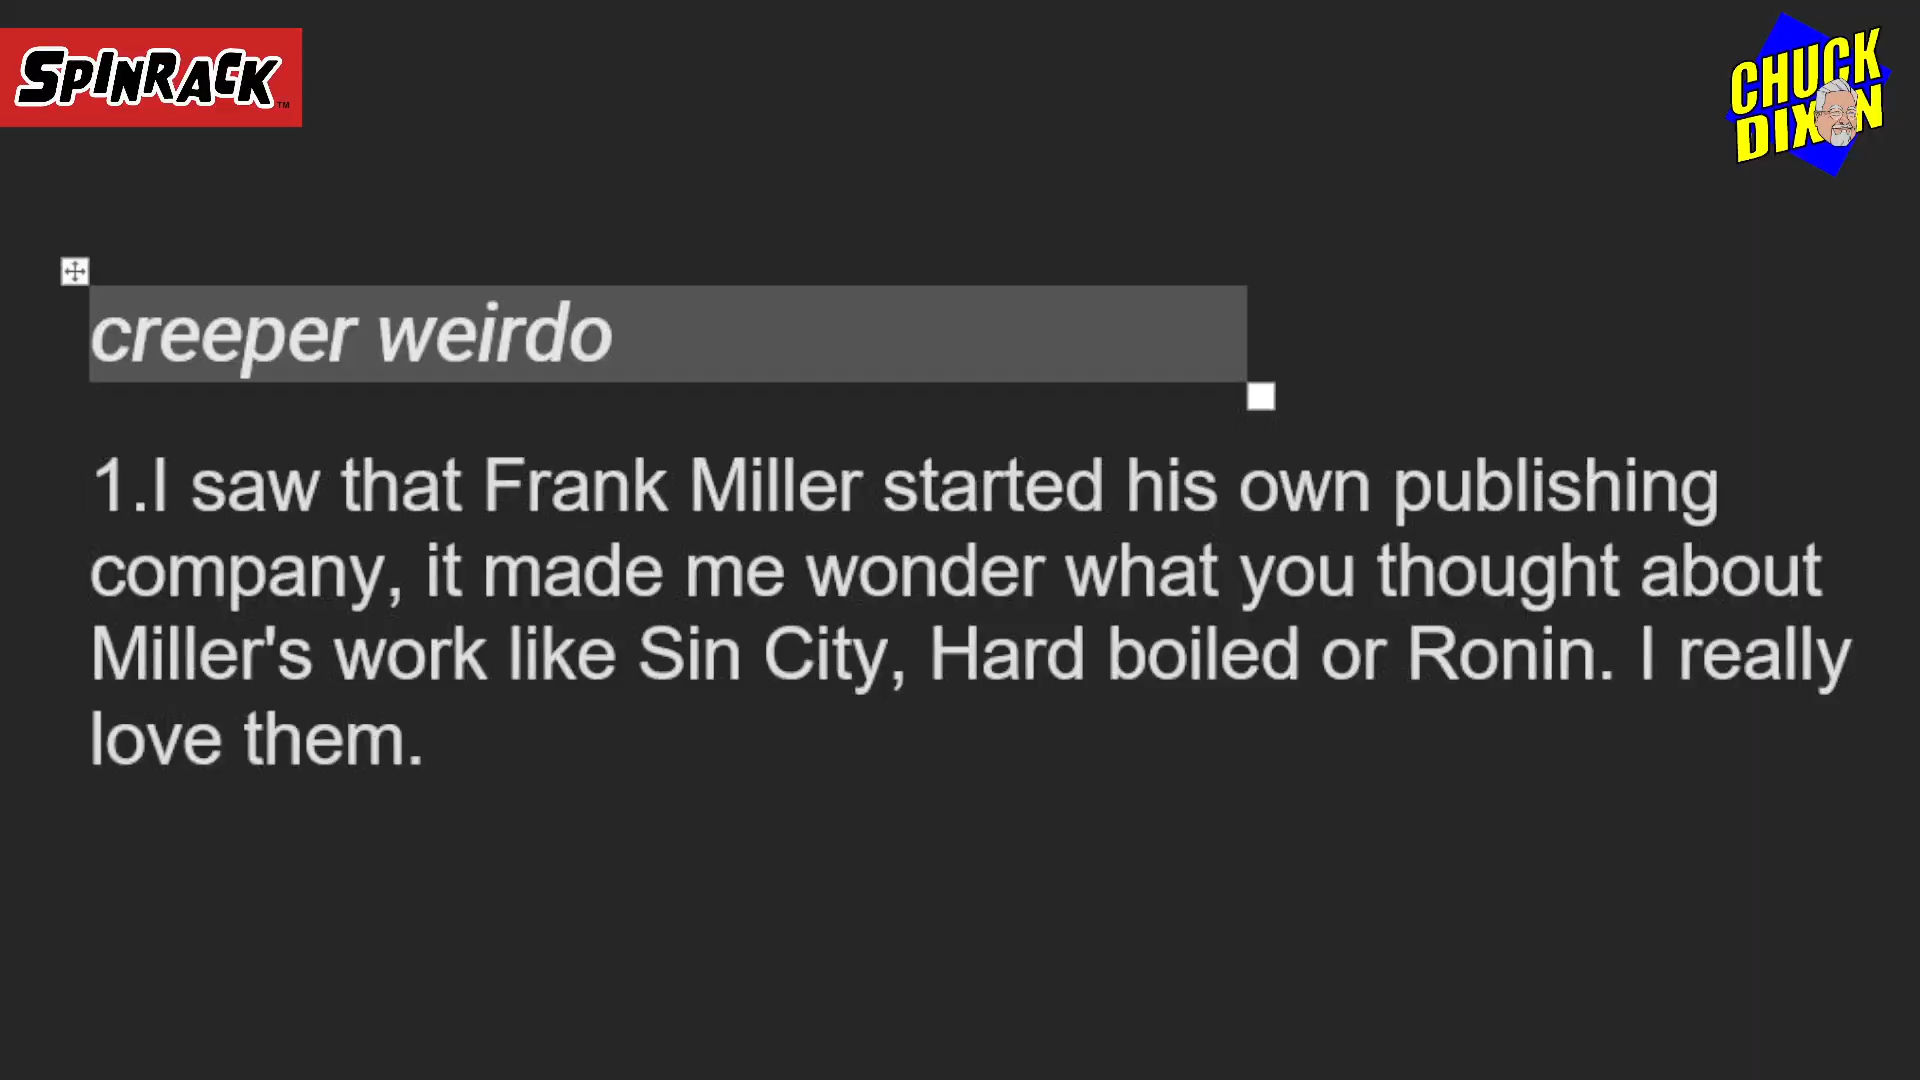 SPINRACK™
CHUCK
DIXON
creeper weirdo
1.I saw that Frank Miller started his own publishing
company, it made me wonder what you thought about
Miller's work like Sin City, Hard boiled or Ronin. I really
love them.